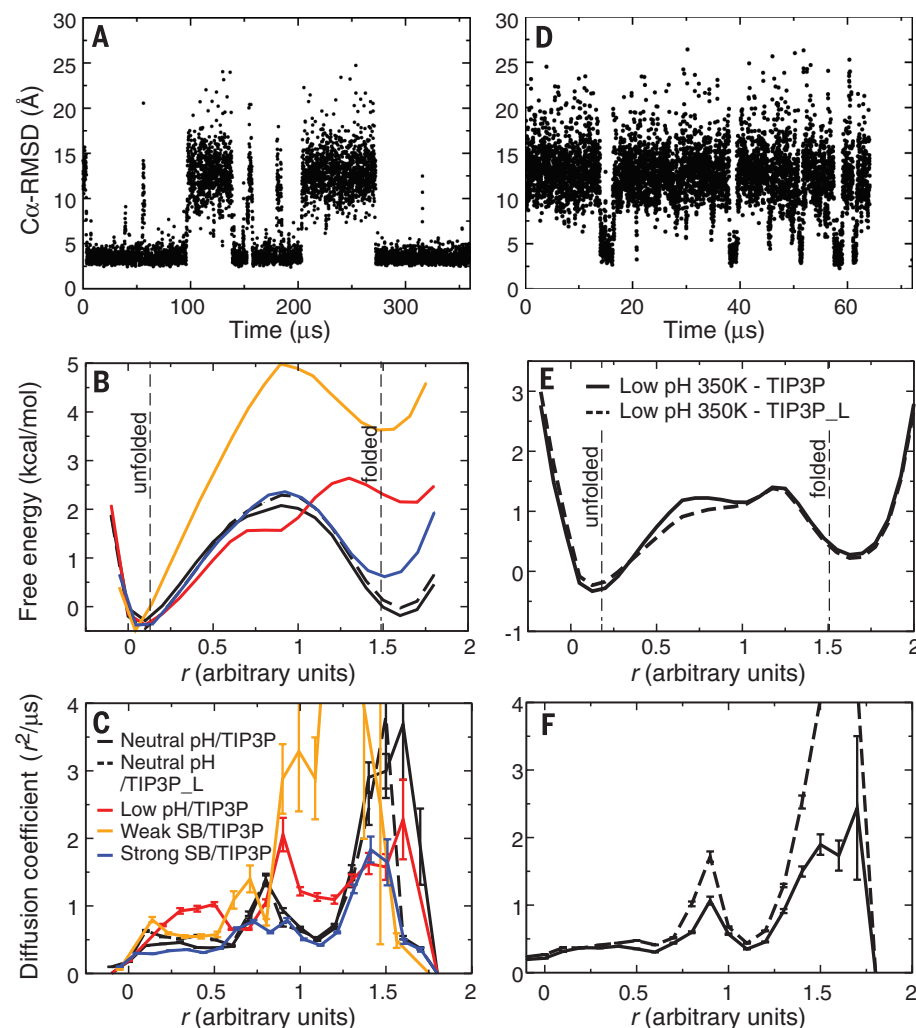 A
Cα-RMSD (Å)
30
25
20
15
10
5
0
0
100
200
300
Time (μs)
D
30
25
20
15
10
5
0
0
20
40
60
Time (μs)
B
Free energy (kcal/mol)
5
4
3
2
1
0
unfolded
folded
0
0.5
1
1.5
2
r (arbitrary units)
E
Low pH 350K - TIP3P
Low pH 350K - TIP3P_L
3
2
1
0
-1
unfolded
folded
0
0.5
1
1.5
2
r (arbitrary units)
C
Diffusion coefficient (r²/μs)
4
3
2
1
0
Neutral pH/TIP3P
Neutral pH
/TIP3P_L
Low pH/TIP3P
Weak SB/TIP3P
Strong SB/TIP3P
0
0.5
1
1.5
2
r (arbitrary units)
F
4
3
2
1
0
0
0.5
1
1.5
2
r (arbitrary units)